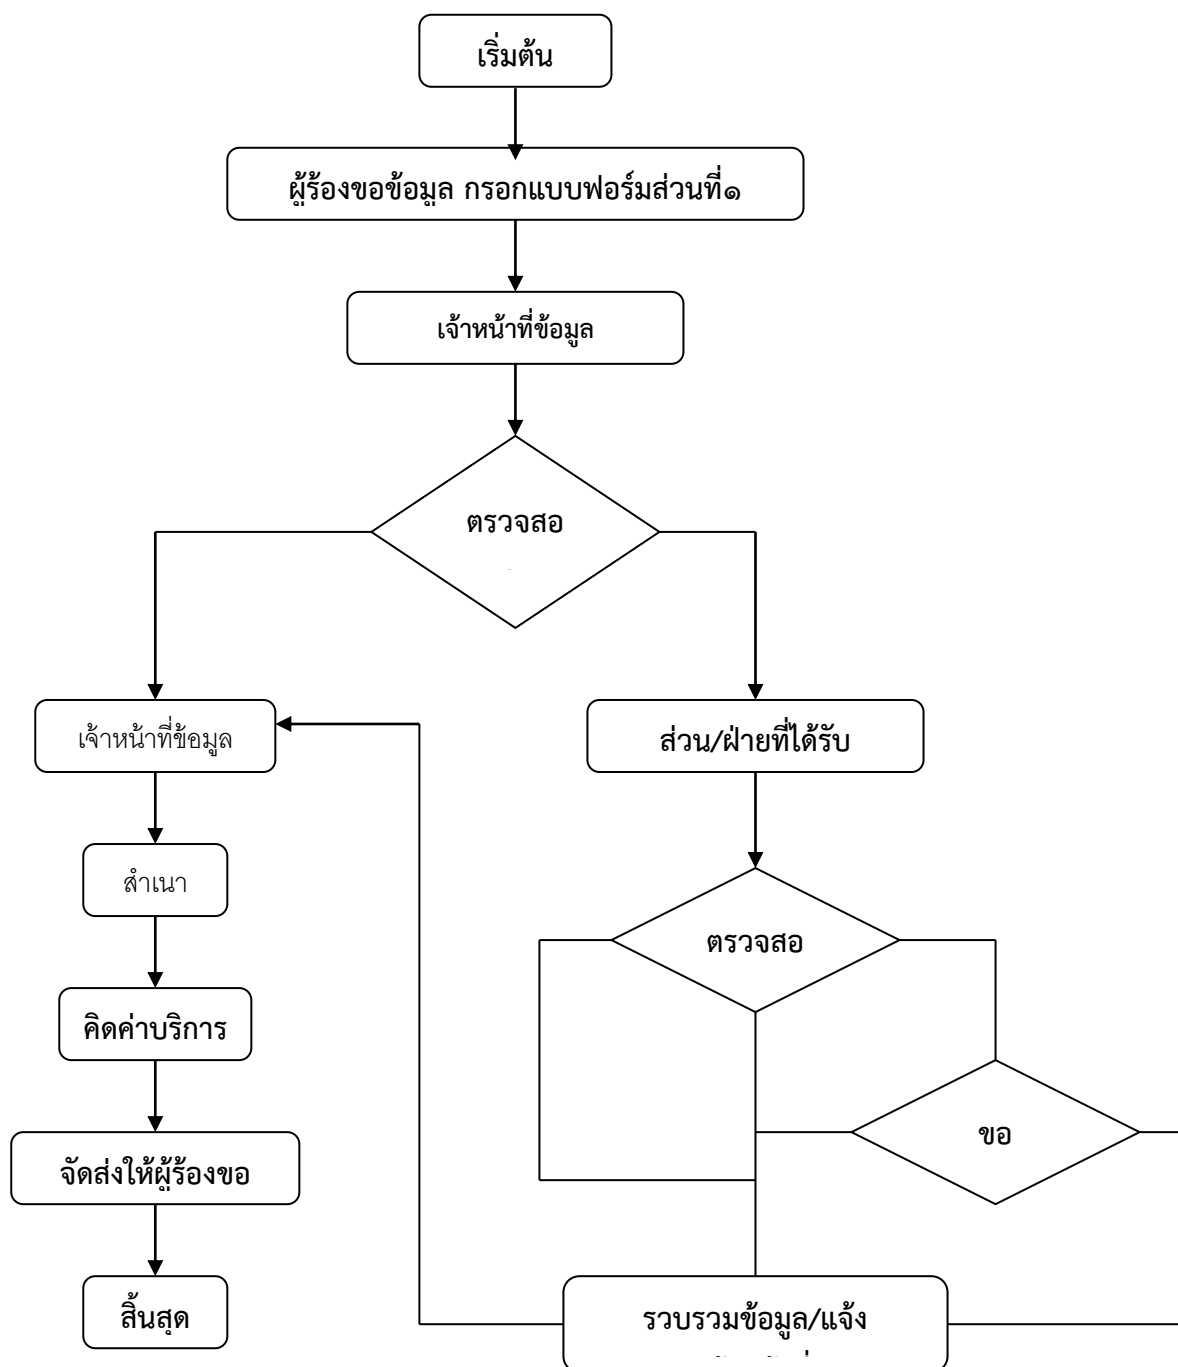 เริ่มต้น
ผู้ร้องขอข้อมูล กรอกแบบฟอร์มส่วนที่๑
เจ้าหน้าที่ข้อมูล
ตรวจสอ
เจ้าหน้าที่ข้อมูล
ส่วน/ฝ่ายที่ได้รับ
สำเนา
ตรวจสอ
คิดค่าบริการ
ขอ
จัดส่งให้ผู้ร้องขอ
สิ้นสุด
รวบรวมข้อมูล/แจ้ง